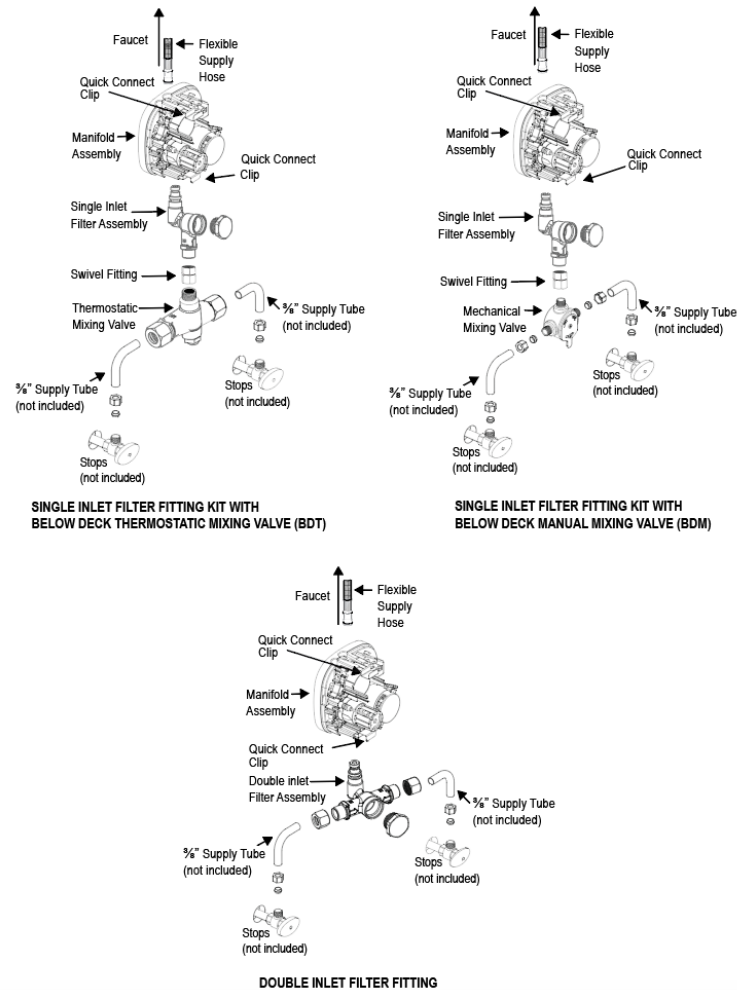 Faucet
Flexible
Supply
Hose
Quick Connect
Clip
Manifold
Assembly
Quick Connect
Clip
Single Inlet
Filter Assembly
Swivel Fitting
Thermostatic
Mixing Valve
⅜” Supply Tube
(not included)
Stops
(not included)
⅜” Supply Tube
(not included)
Stops
(not included)
SINGLE INLET FILTER FITTING KIT WITH
BELOW DECK THERMOSTATIC MIXING VALVE (BDT)
Faucet
Flexible
Supply
Hose
Quick Connect
Clip
Manifold
Assembly
Quick Connect
Clip
Single Inlet
Filter Assembly
Swivel Fitting
Mechanical
Mixing Valve
⅜” Supply Tube
(not included)
Stops
(not included)
⅜” Supply Tube
(not included)
Stops
(not included)
SINGLE INLET FILTER FITTING KIT WITH
BELOW DECK MANUAL MIXING VALVE (BDM)
Faucet
Flexible
Supply
Hose
Quick Connect
Clip
Manifold
Assembly
Quick Connect
Clip
Double inlet
Filter Assembly
⅜” Supply Tube
(not included)
Stops
(not included)
⅜” Supply Tube
(not included)
Stops
(not included)
DOUBLE INLET FILTER FITTING